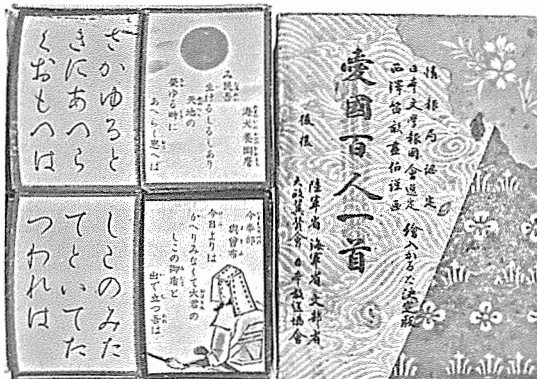 情報局認定
日本文學報國會選定 繪入かるた決定版
西澤笛畝畫伯謹画
愛國百人一首
後援
陸軍省 海軍省 文部省
大政翼賛會 日本放送協會
み民吾
海犬養岡麿
生けるしるしあり
天地の
榮ゆる時に
あへらく思へば
さかゆると
きにあへら
くおもへは
今奉部
與曾布
今日よりは
かへりみなくて大君の
しこの御盾と
出で立つ吾は
しこのみた
てといてた
つわれは